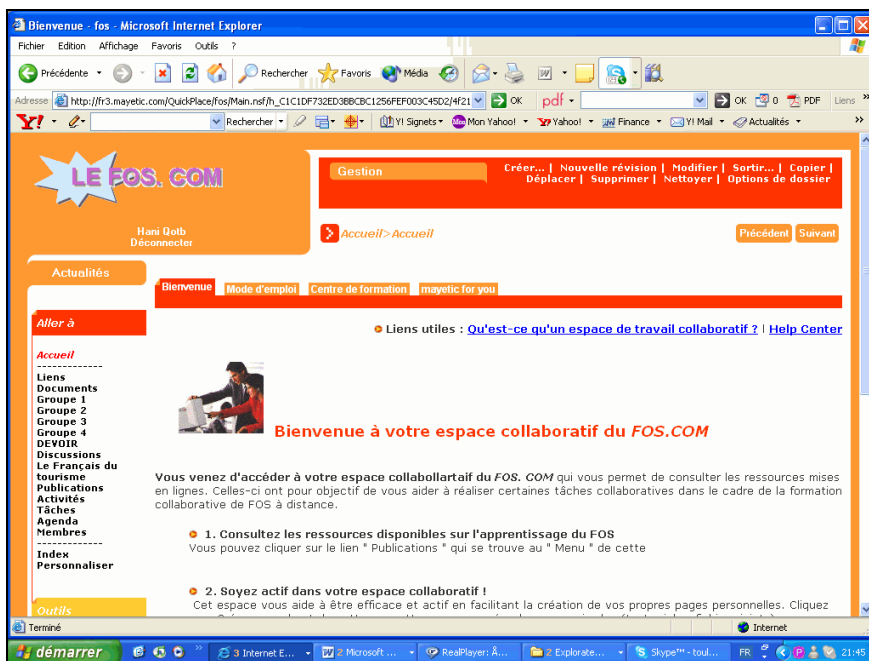 Bienvenue - fos - Microsoft Internet Explorer
Fichier Edition Affichage Favoris Outils ?
Précédente Rechercher Favoris Média
Adresse http://fr3.mayetic.com/QuickPlace/fos/Main.nsf/h_C1C1DF732ED3BBCBC1256FEF003C45D2/4f21 OK pdf OK 0 PDF Liens »
Y! Rechercher Y! Signets Mon Yahoo! Yahoo! Finance Y! Mail Actualités »
LE FOS. COM
Gestion
Créer... | Nouvelle révision | Modifier | Sortir... | Copier |
Déplacer | Supprimer | Nettoyer | Options de dossier
Hani Qotb
Déconnecter
Accueil>Accueil
Précédent Suivant
Actualités
Bienvenue Mode d'emploi Centre de formation mayetic for you
Aller à
Liens utiles : Qu'est-ce qu'un espace de travail collaboratif ? | Help Center
Accueil
-------------
Liens
Documents
Groupe 1
Groupe 2
Groupe 3
Groupe 4
DEVOIR
Discussions
Le Français du
tourisme
Publications
Activités
Tâches
Agenda
Membres
-------------
Index
Personnaliser
Outils
Bienvenue à votre espace collaboratif du FOS.COM
Vous venez d'accéder à votre espace collabollartaif du FOS. COM qui vous permet de consulter les ressources mises
en lignes. Celles-ci ont pour objectif de vous aider à réaliser certaines tâches collaboratives dans le cadre de la formation
collaborative de FOS à distance.
1. Consultez les ressources disponibles sur l'apprentissage du FOS
Vous pouvez cliquer sur le lien " Publications " qui se trouve au " Menu " de cette
2. Soyez actif dans votre espace collaboratif !
Cet espace vous aide à être efficace et actif en facilitant la création de vos propres pages personnelles. Cliquez
Terminé
Internet
démarrer » 3 Internet E... 2 Microsoft ... RealPlayer: Â... 2 Explorate... Skype™ - toul... FR 21:45